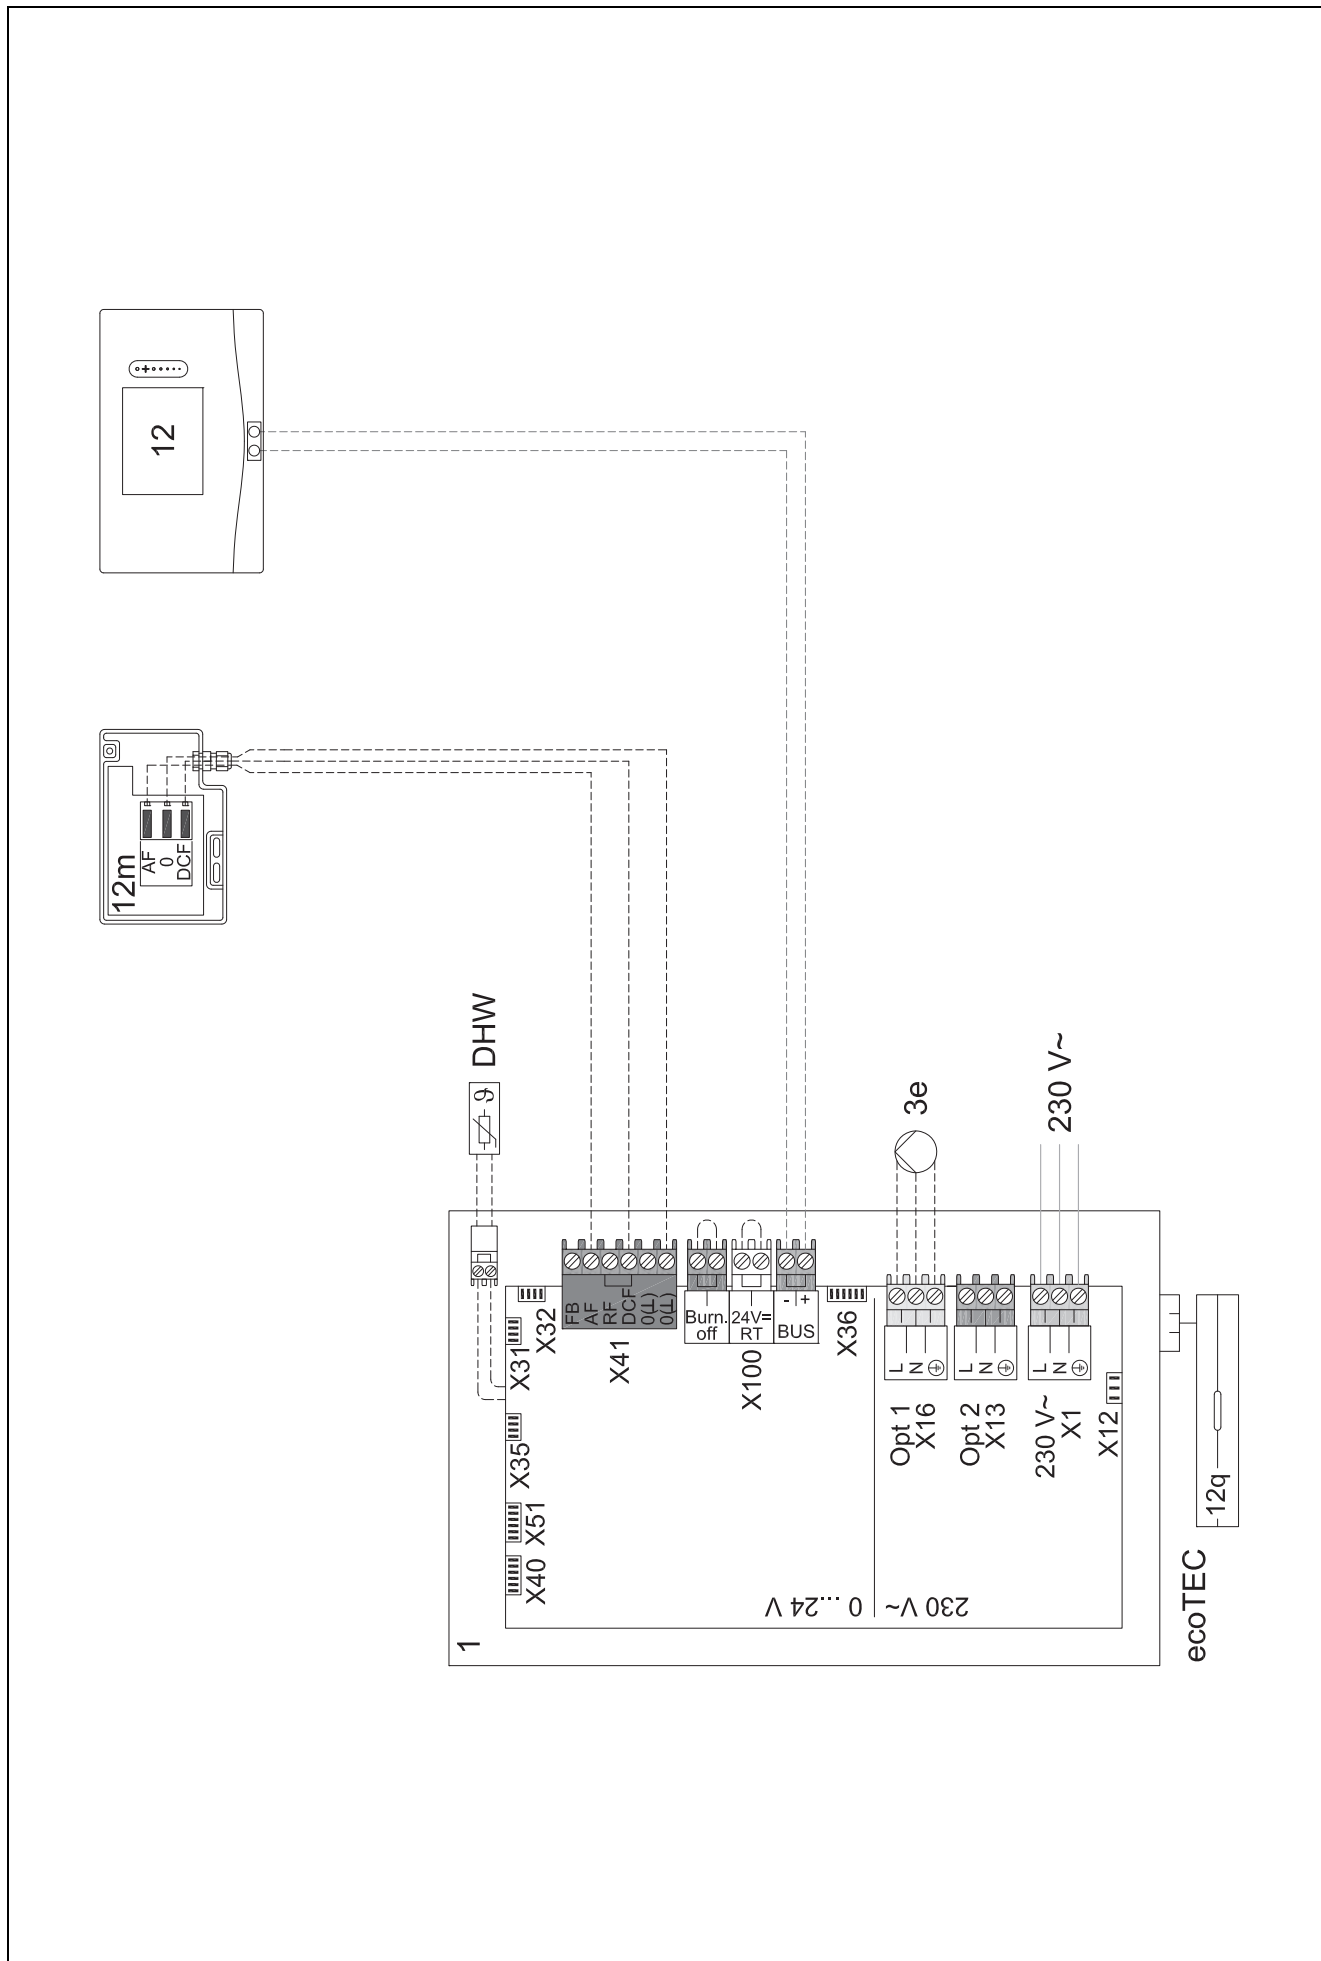 12
12m
AF
0
DCF
DHW
3e
230 V~
1
X40
X51
X35
X31
X32
FB
AF
RF
DCF
0(⊥)
0(⊥)
X41
Burn.
off
24V=
RT
X100
- +
BUS
X36
L
N
Opt 1
X16
L
N
Opt 2
X13
L
N
230 V~
X1
X12
0 ...24 V
230 V~
12q
ecoTEC